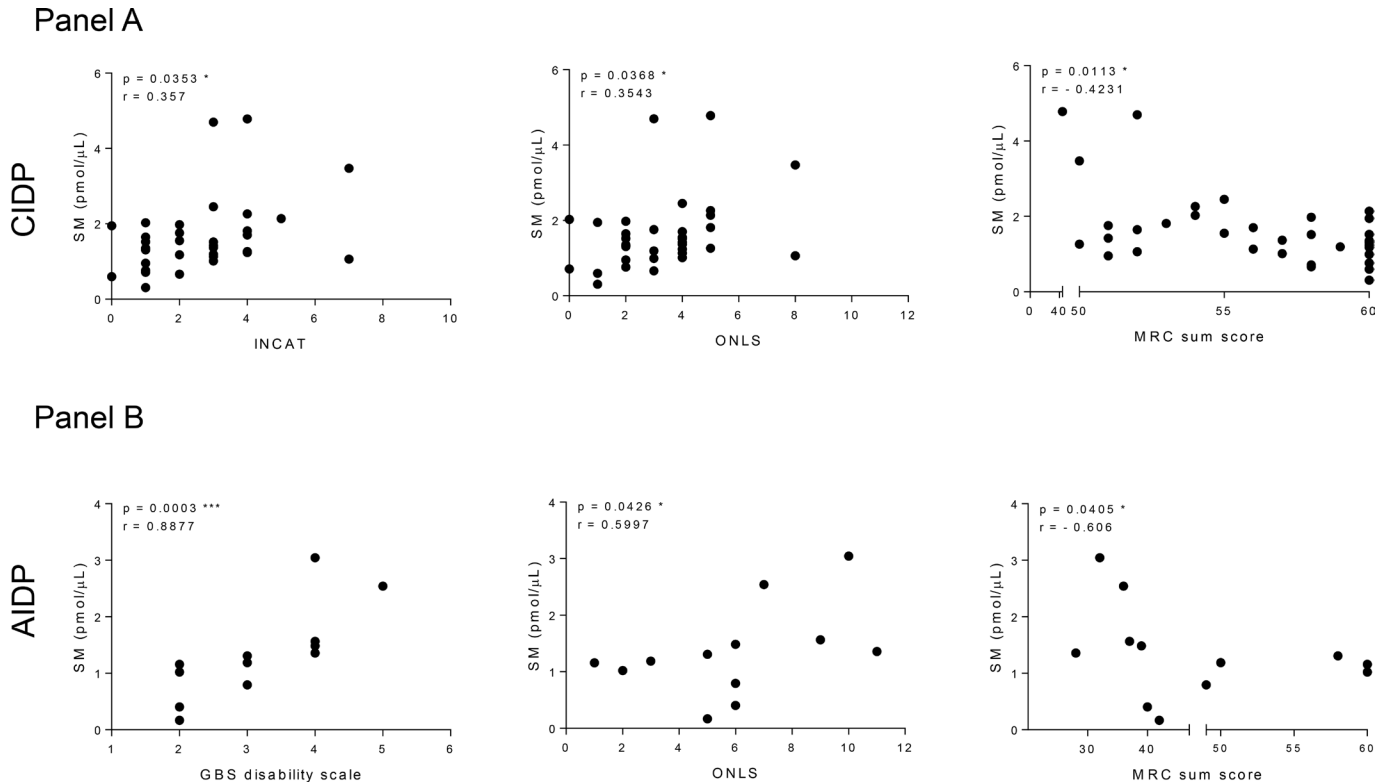 Panel A
CIDP
p = 0.0353 *
r = 0.357
SM (pmol/μL)
6
4
2
0
0 2 4 6 8 10
INCAT
p = 0.0368 *
r = 0.3543
SM (pmol/μL)
6
4
2
0
0 2 4 6 8 10 12
ONLS
p = 0.0113 *
r = - 0.4231
SM (pmol/μL)
6
4
2
0
0 40 50 55 60
MRC sum score
Panel B
AIDP
p = 0.0003 ***
r = 0.8877
SM (pmol/μL)
4
3
2
1
0
1 2 3 4 5 6
GBS disability scale
p = 0.0426 *
r = 0.5997
SM (pmol/μL)
4
3
2
1
0
0 2 4 6 8 10 12
ONLS
p = 0.0405 *
r = - 0.606
SM (pmol/μL)
4
3
2
1
0
30 40 50 55 60
MRC sum score